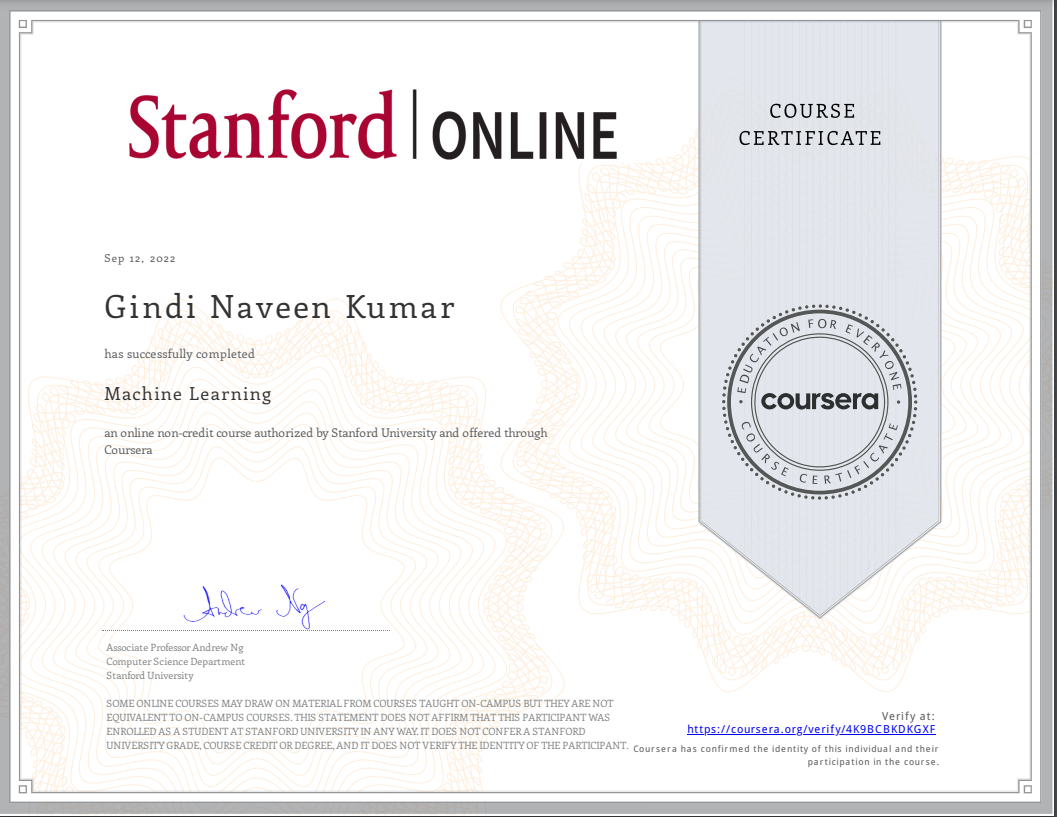 Stanford | ONLINE
COURSE
CERTIFICATE
Sep 12, 2022
Gindi Naveen Kumar
has successfully completed
Machine Learning
an online non-credit course authorized by Stanford University and offered through
Coursera
EDUCATION FOR EVERYONE
coursera
COURSE CERTIFICATE
Andrew Ng
Associate Professor Andrew Ng
Computer Science Department
Stanford University
SOME ONLINE COURSES MAY DRAW ON MATERIAL FROM COURSES TAUGHT ON-CAMPUS BUT THEY ARE NOT
EQUIVALENT TO ON-CAMPUS COURSES. THIS STATEMENT DOES NOT AFFIRM THAT THIS PARTICIPANT WAS
ENROLLED AS A STUDENT AT STANFORD UNIVERSITY IN ANY WAY. IT DOES NOT CONFER A STANFORD
UNIVERSITY GRADE, COURSE CREDIT OR DEGREE, AND IT DOES NOT VERIFY THE IDENTITY OF THE PARTICIPANT.
Verify at:
https://coursera.org/verify/4K9BCBKDKGXF
Coursera has confirmed the identity of this individual and their
participation in the course.